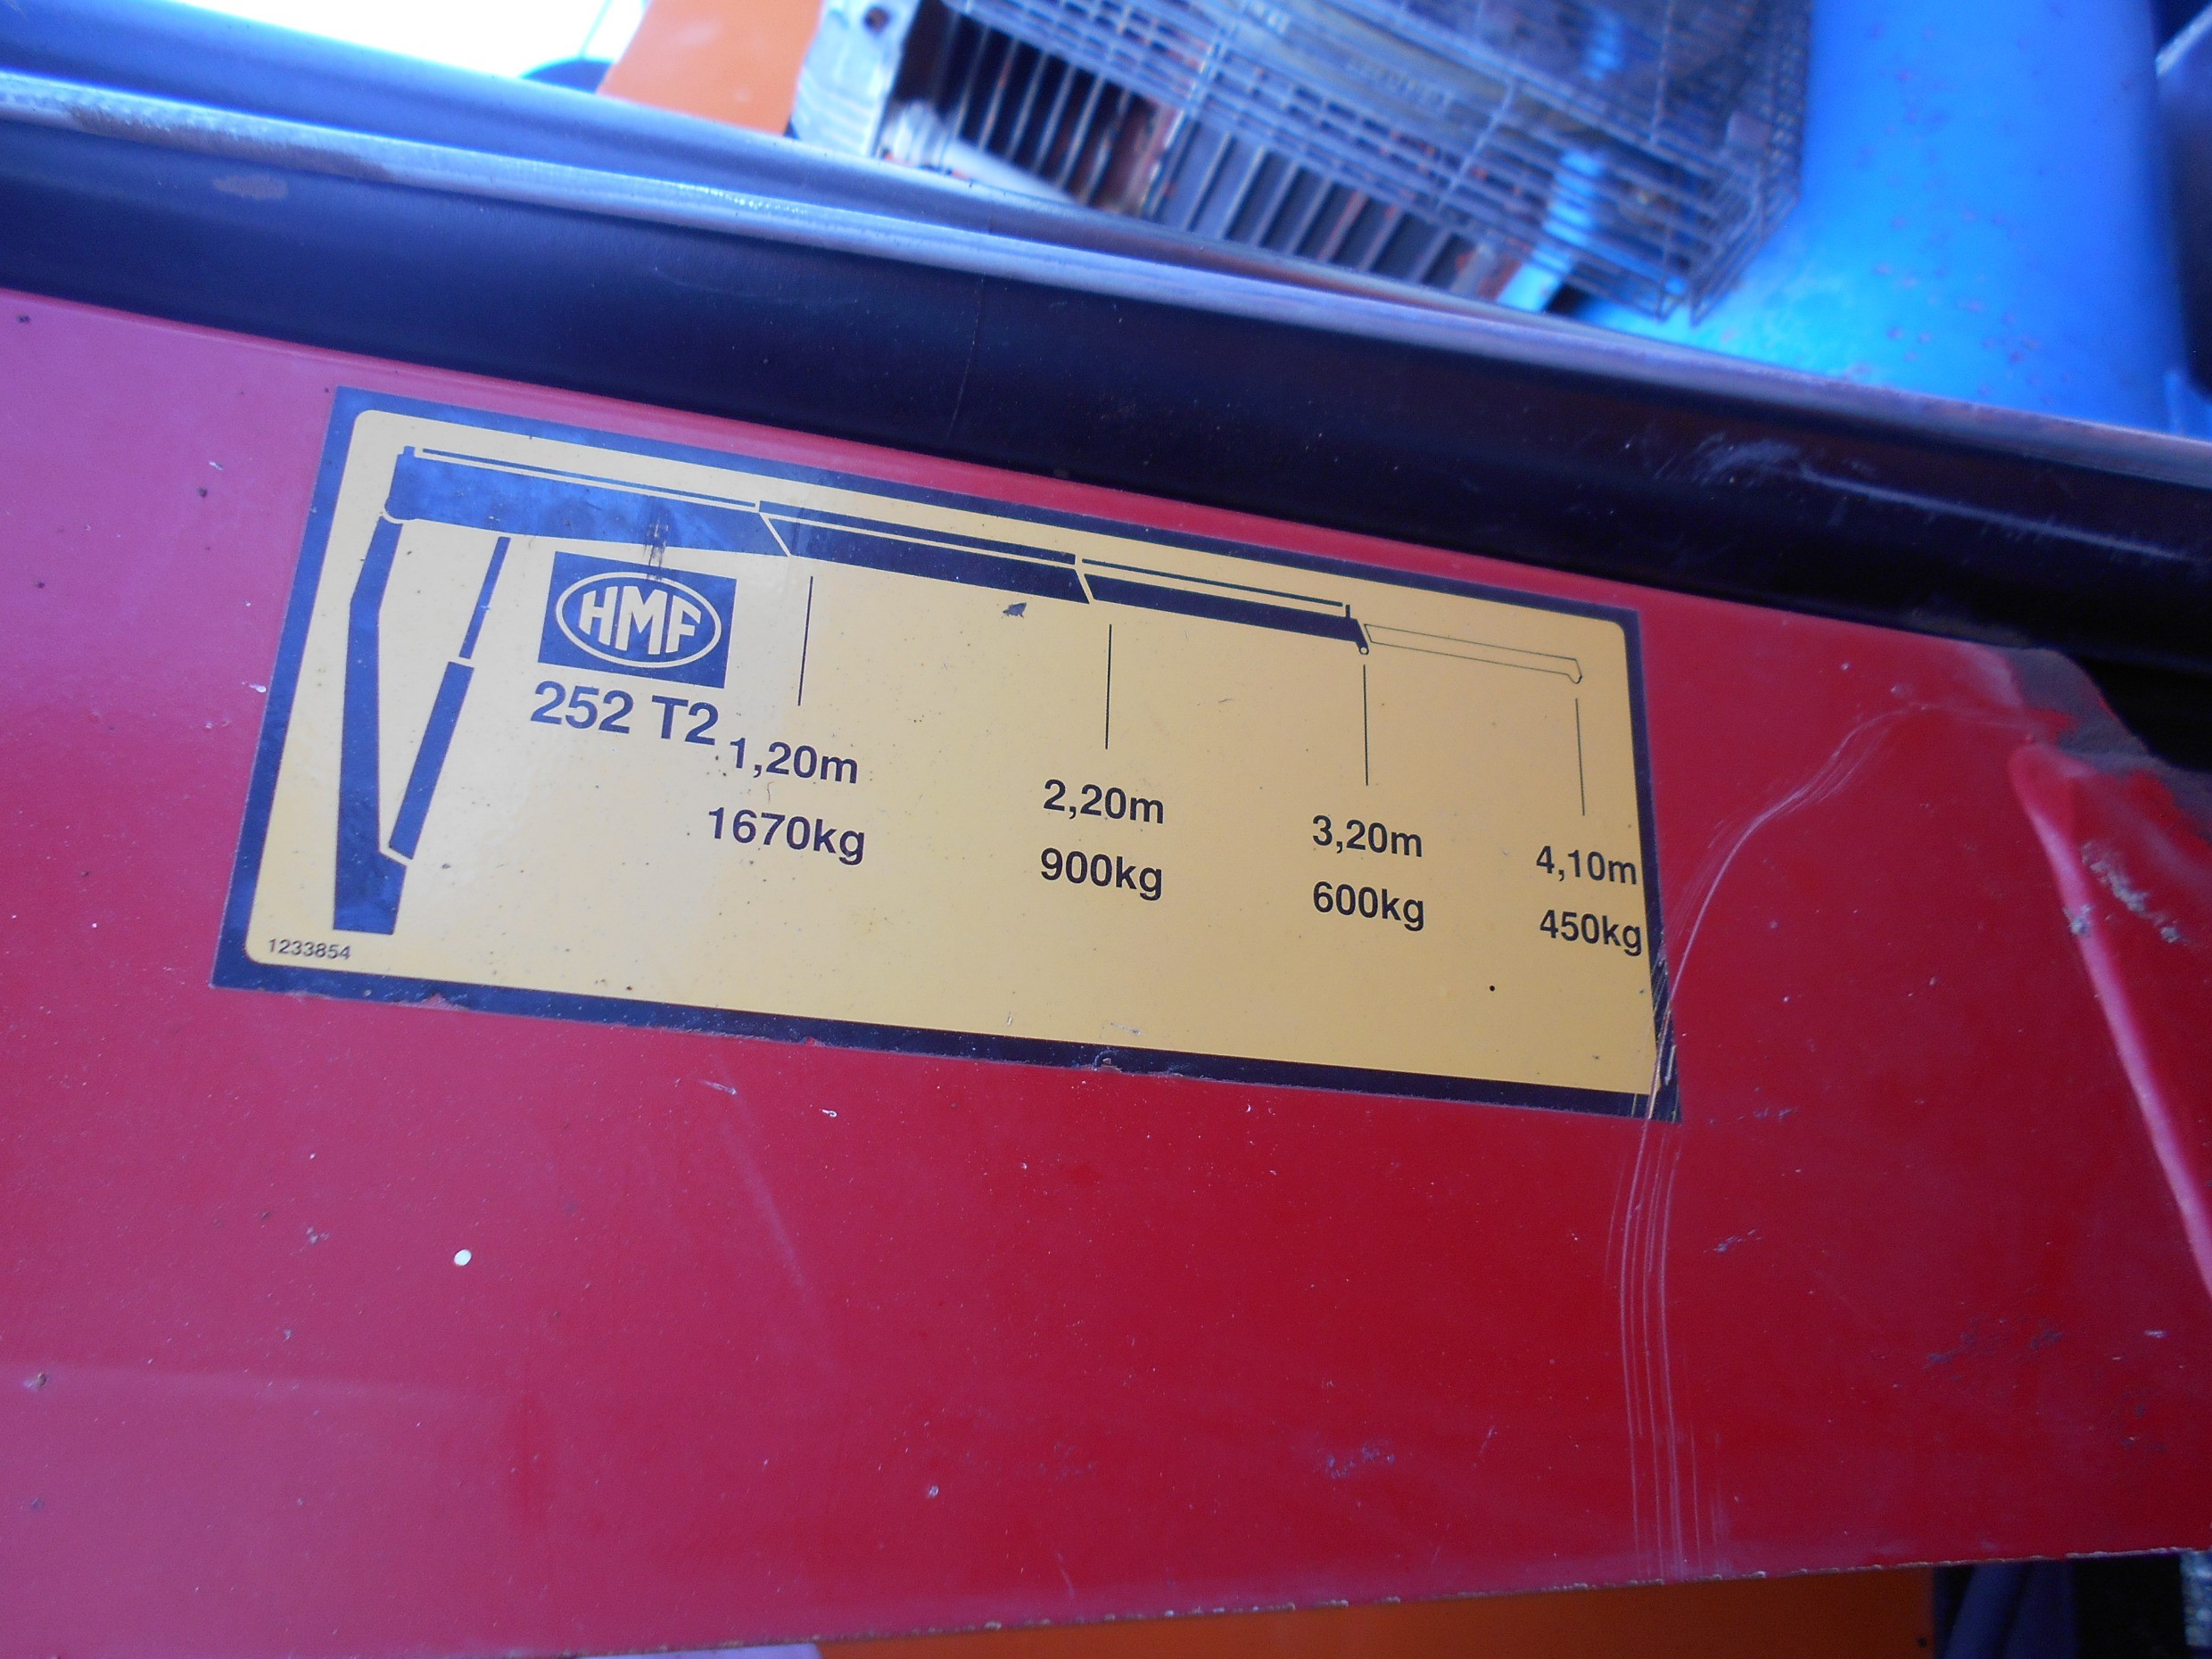 HMF
252 T2
1,20m 2,20m 3,20m 4,10m
1670kg 900kg 600kg 450kg
1233854